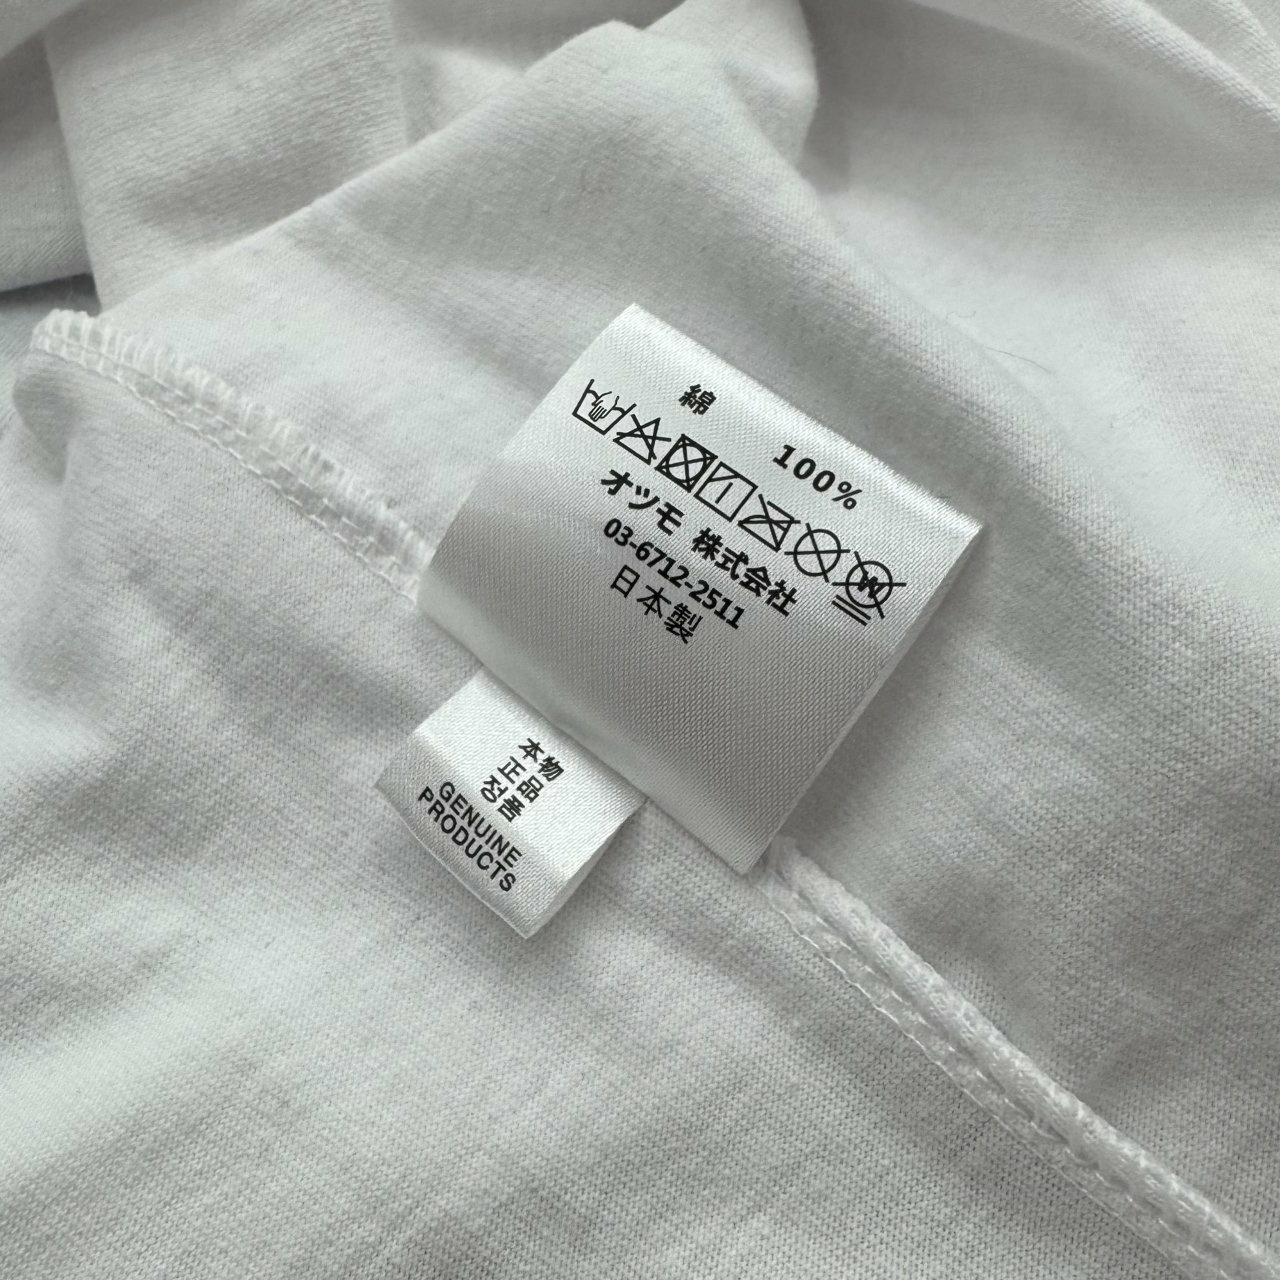 綿 100%
オツモ 株式会社
03-6712-2511
日本製
本物
正品
정품
GENUINE
PRODUCTS